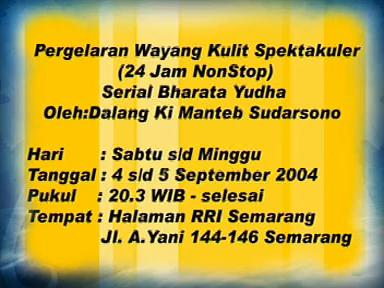 Pergelaran Wayang Kulit Spektakuler
(24 Jam NonStop)
Serial Bharata Yudha
Oleh:Dalang Ki Manteb Sudarsono
Hari : Sabtu s/d Minggu
Tanggal : 4 s/d 5 September 2004
Pukul : 20.3 WIB - selesai
Tempat : Halaman RRI Semarang
Jl. A.Yani 144-146 Semarang